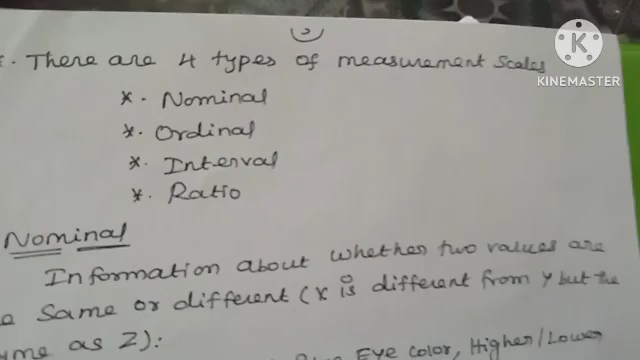 There are 4 types of measurement scales
*. Nominal
*. Ordinal
*. Interval
*. Ratio
Nominal
Information about whether two values are
Same or different (X is different from Y but the
as Z):
Eye color, Higher/Lower
K
KINEMASTER